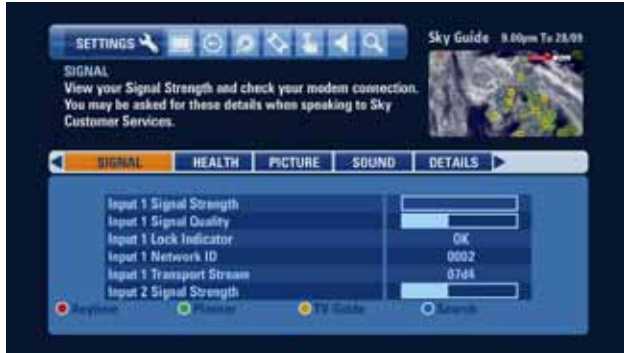 SETTINGS
Sky Guide 9.00pm Tu 28/09
SIGNAL
View your Signal Strength and check your modem connection.
You may be asked for these details when speaking to Sky
Customer Services.
SIGNAL HEALTH PICTURE SOUND DETAILS
Input 1 Signal Strength
Input 1 Signal Quality
Input 1 Lock Indicator OK
Input 1 Network ID 0002
Input 1 Transport Stream 07d4
Input 2 Signal Strength
Anytime Planner TV Guide Search